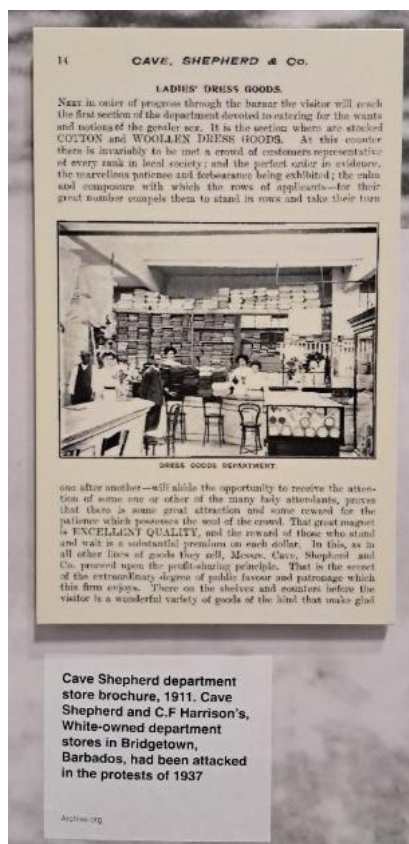 14 CAVE, SHEPHERD & Co.
LADIES' DRESS GOODS.
NEXT in order of progress through the bazaar the visitor will reach
the first section of the department devoted to catering for the wants
and notions of the gentler sex. It is the section where are stocked
COTTON and WOOLLEN DRESS GOODS. At this counter
there is invariably to be met a crowd of customers representative
of every rank in local society; and the perfect order in evidence,
the marvellous patience and forbearance being exhibited; the calm
and composure with which the rows of applicants—for their
great number compels them to stand in rows and take their turn
DRESS GOODS DEPARTMENT.
one after another—will abide the opportunity to receive the atten-
tion of some one or other of the many lady attendants, proves
that there is some great attraction and some reward for the
patience which possesses the soul of the crowd. That great magnet
is EXCELLENT QUALITY, and the reward of those who stand
and wait is a substantial premium on each dollar. In this, as in
all other lines of goods they sell, Messrs. Cave, Shepherd and
Co. proceed upon the profit-sharing principle. That is the secret
of the extraordinary degree of public favour and patronage which
this firm enjoys. There on the shelves and counters before the
visitor is a wonderful variety of goods of the kind that make glad
Cave Shepherd department
store brochure, 1911. Cave
Shepherd and C.F Harrison's,
White-owned department
stores in Bridgetown,
Barbados, had been attacked
in the protests of 1937
Archive.org